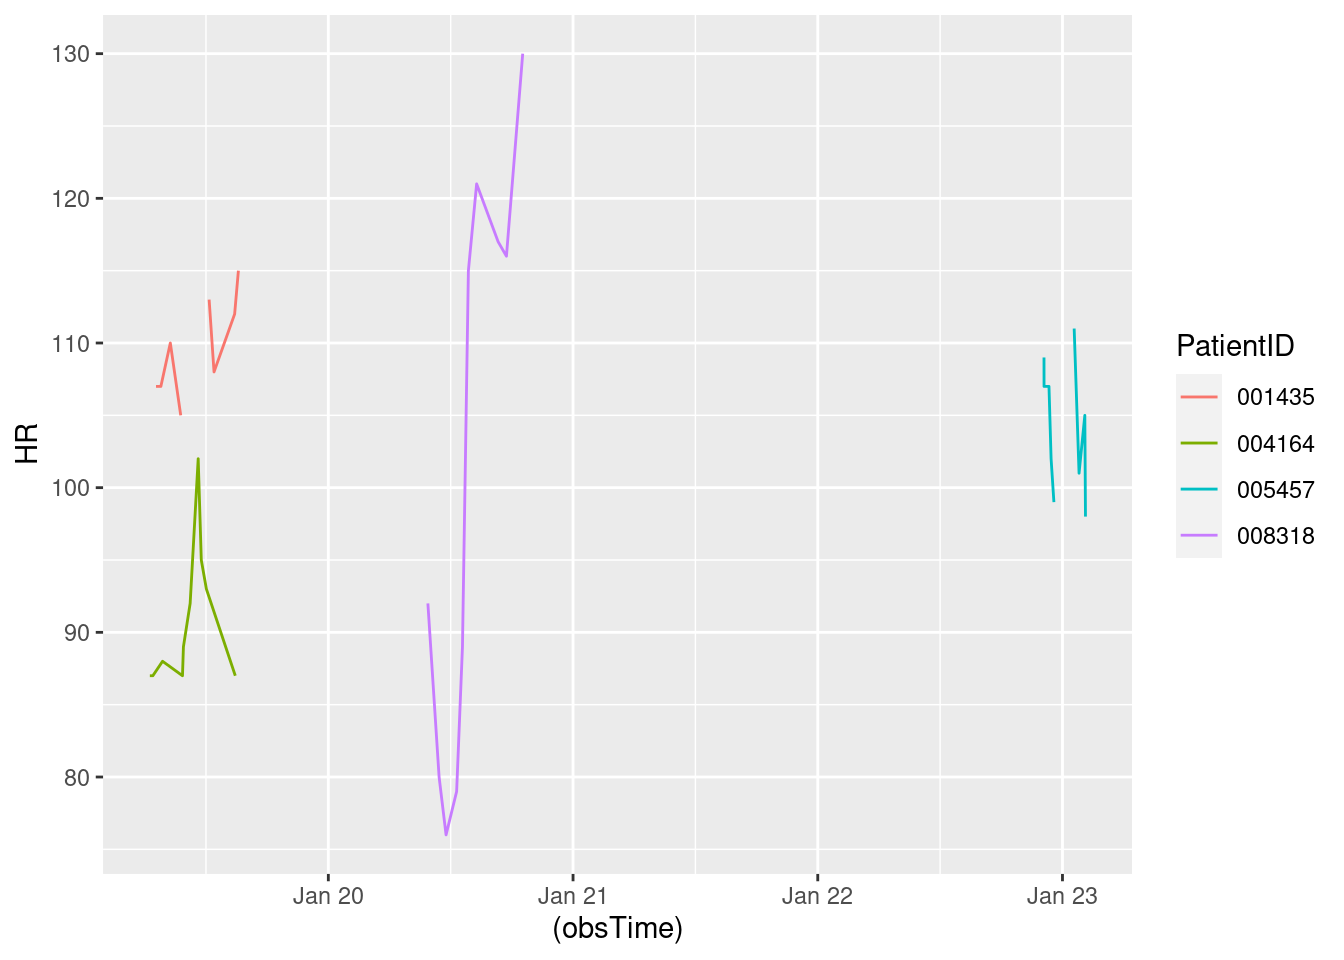 130
120
110
100
90
80
HR
Jan 20
Jan 21
Jan 22
Jan 23
(obsTime)
PatientID
001435
004164
005457
008318